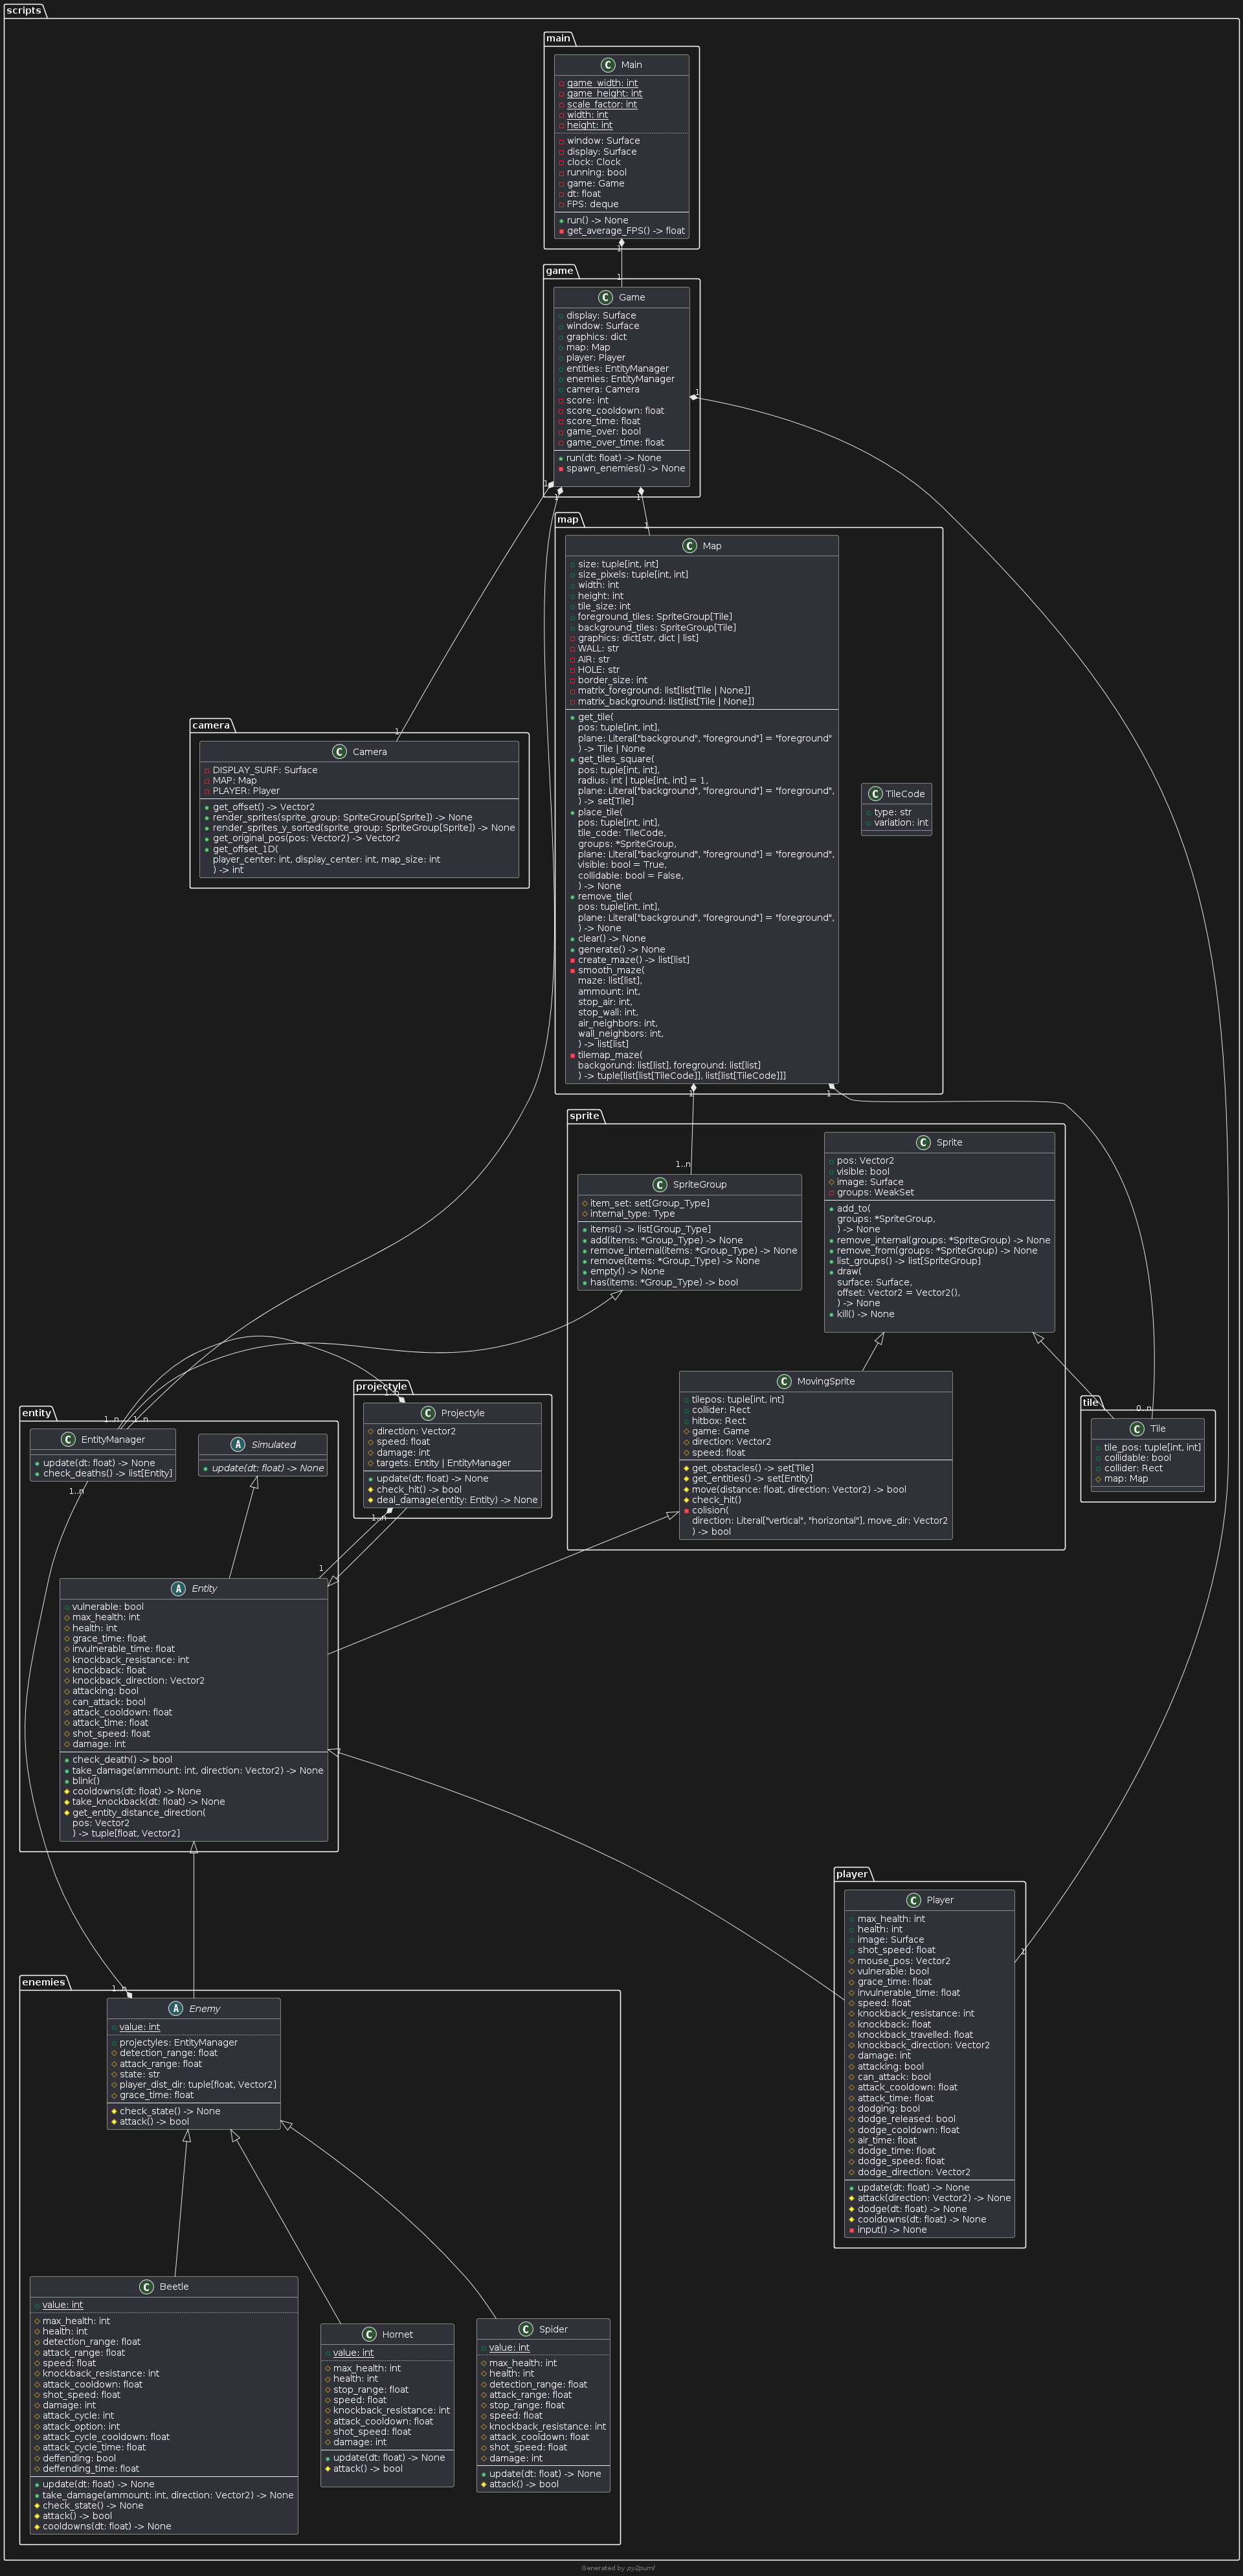 scripts
main
C Main
game_width: int
game_height: int
scale_factor: int
width: int
height: int
window: Surface
display: Surface
clock: Clock
running: bool
game: Game
dt: float
FPS: deque
run() -> None
get_average_FPS() -> float
1
1
game
C Game
display: Surface
window: Surface
graphics: dict
map: Map
player: Player
entities: EntityManager
enemies: EntityManager
camera: Camera
score: int
score_cooldown: float
score_time: float
game_over: bool
game_over_time: float
run(dt: float) -> None
spawn_enemies() -> None
1
1
1
1
1
map
C Map
size: tuple[int, int]
size_pixels: tuple[int, int]
width: int
height: int
tile_size: int
foreground_tiles: SpriteGroup[Tile]
background_tiles: SpriteGroup[Tile]
graphics: dict[str, dict | list]
WALL: str
AIR: str
HOLE: str
border_size: int
matrix_foreground: list[list[Tile | None]]
matrix_background: list[list[Tile | None]]
get_tile(
pos: tuple[int, int],
plane: Literal["background", "foreground"] = "foreground"
) -> Tile | None
get_tiles_square(
pos: tuple[int, int],
radius: int | tuple[int, int] = 1,
plane: Literal["background", "foreground"] = "foreground",
) -> set[Tile]
place_tile(
pos: tuple[int, int],
tile_code: TileCode,
groups: *SpriteGroup,
plane: Literal["background", "foreground"] = "foreground",
visible: bool = True,
collidable: bool = False,
) -> None
remove_tile(
pos: tuple[int, int],
plane: Literal["background", "foreground"] = "foreground",
) -> None
clear() -> None
generate() -> None
create_maze() -> list[list]
smooth_maze(
maze: list[list],
ammount: int,
stop_air: int,
stop_wall: int,
air_neighbors: int,
wall_neighbors: int,
) -> list[list]
tilemap_maze(
backgorund: list[list], foreground: list[list]
) -> tuple[list[list[TileCode]], list[list[TileCode]]]
C TileCode
type: str
variation: int
1
1
camera
1
C Camera
DISPLAY_SURF: Surface
MAP: Map
PLAYER: Player
get_offset() -> Vector2
render_sprites(sprite_group: SpriteGroup[Sprite]) -> None
render_sprites_y_sorted(sprite_group: SpriteGroup[Sprite]) -> None
get_original_pos(pos: Vector2) -> Vector2
get_offset_1D(
player_center: int, display_center: int, map_size: int
) -> int
sprite
1..n
C SpriteGroup
item_set: set[Group_Type]
internal_type: Type
items() -> list[Group_Type]
add(items: *Group_Type) -> None
remove_internal(items: *Group_Type) -> None
remove(items: *Group_Type) -> None
empty() -> None
has(items: *Group_Type) -> bool
C Sprite
pos: Vector2
visible: bool
image: Surface
groups: WeakSet
add_to(
groups: *SpriteGroup,
) -> None
remove_internal(groups: *SpriteGroup) -> None
remove_from(groups: *SpriteGroup) -> None
list_groups() -> list[SpriteGroup]
draw(
surface: Surface,
offset: Vector2 = Vector2(),
) -> None
kill() -> None
C MovingSprite
tilepos: tuple[int, int]
collider: Rect
hitbox: Rect
game: Game
direction: Vector2
speed: float
get_obstacles() -> set[Tile]
get_entities() -> set[Entity]
move(distance: float, direction: Vector2) -> bool
check_hit()
colision(
direction: Literal["vertical", "horizontal"], move_dir: Vector2
) -> bool
tile
0..n
C Tile
tile_pos: tuple[int, int]
collidable: bool
collider: Rect
map: Map
projectyle
1..n
C Projectyle
direction: Vector2
speed: float
damage: int
targets: Entity | EntityManager
update(dt: float) -> None
check_hit() -> bool
deal_damage(entity: Entity) -> None
1..n
1
entity
1..n
1..n
C EntityManager
update(dt: float) -> None
check_deaths() -> list[Entity]
1..n
A Simulated
update(dt: float) -> None
A Entity
vulnerable: bool
max_health: int
health: int
grace_time: float
invulnerable_time: float
knockback_resistance: int
knockback: float
knockback_direction: Vector2
attacking: bool
can_attack: bool
attack_cooldown: float
attack_time: float
shot_speed: float
damage: int
check_death() -> bool
take_damage(ammount: int, direction: Vector2) -> None
blink()
cooldowns(dt: float) -> None
take_knockback(dt: float) -> None
get_entity_distance_direction(
pos: Vector2
) -> tuple[float, Vector2]
player
C Player
max_health: int
health: int
image: Surface
shot_speed: float
mouse_pos: Vector2
vulnerable: bool
grace_time: float
invulnerable_time: float
speed: float
knockback_resistance: int
knockback: float
knockback_travelled: float
knockback_direction: Vector2
damage: int
attacking: bool
can_attack: bool
attack_cooldown: float
attack_time: float
dodging: bool
dodge_released: bool
dodge_cooldown: float
air_time: float
dodge_time: float
dodge_speed: float
dodge_direction: Vector2
update(dt: float) -> None
attack(direction: Vector2) -> None
dodge(dt: float) -> None
cooldowns(dt: float) -> None
input() -> None
1
enemies
1..n
A Enemy
value: int
projectyles: EntityManager
detection_range: float
attack_range: float
state: str
player_dist_dir: tuple[float, Vector2]
grace_time: float
check_state() -> None
attack() -> bool
C Beetle
value: int
max_health: int
health: int
detection_range: float
attack_range: float
speed: float
knockback_resistance: int
attack_cooldown: float
shot_speed: float
damage: int
attack_cycle: int
attack_option: int
attack_cycle_cooldown: float
attack_cycle_time: float
deffending: bool
deffending_time: float
update(dt: float) -> None
take_damage(ammount: int, direction: Vector2) -> None
check_state() -> None
attack() -> bool
cooldowns(dt: float) -> None
C Hornet
value: int
max_health: int
health: int
stop_range: float
speed: float
knockback_resistance: int
attack_cooldown: float
shot_speed: float
damage: int
update(dt: float) -> None
attack() -> bool
C Spider
value: int
max_health: int
health: int
detection_range: float
attack_range: float
stop_range: float
speed: float
knockback_resistance: int
attack_cooldown: float
shot_speed: float
damage: int
update(dt: float) -> None
attack() -> bool
Generated by py2puml